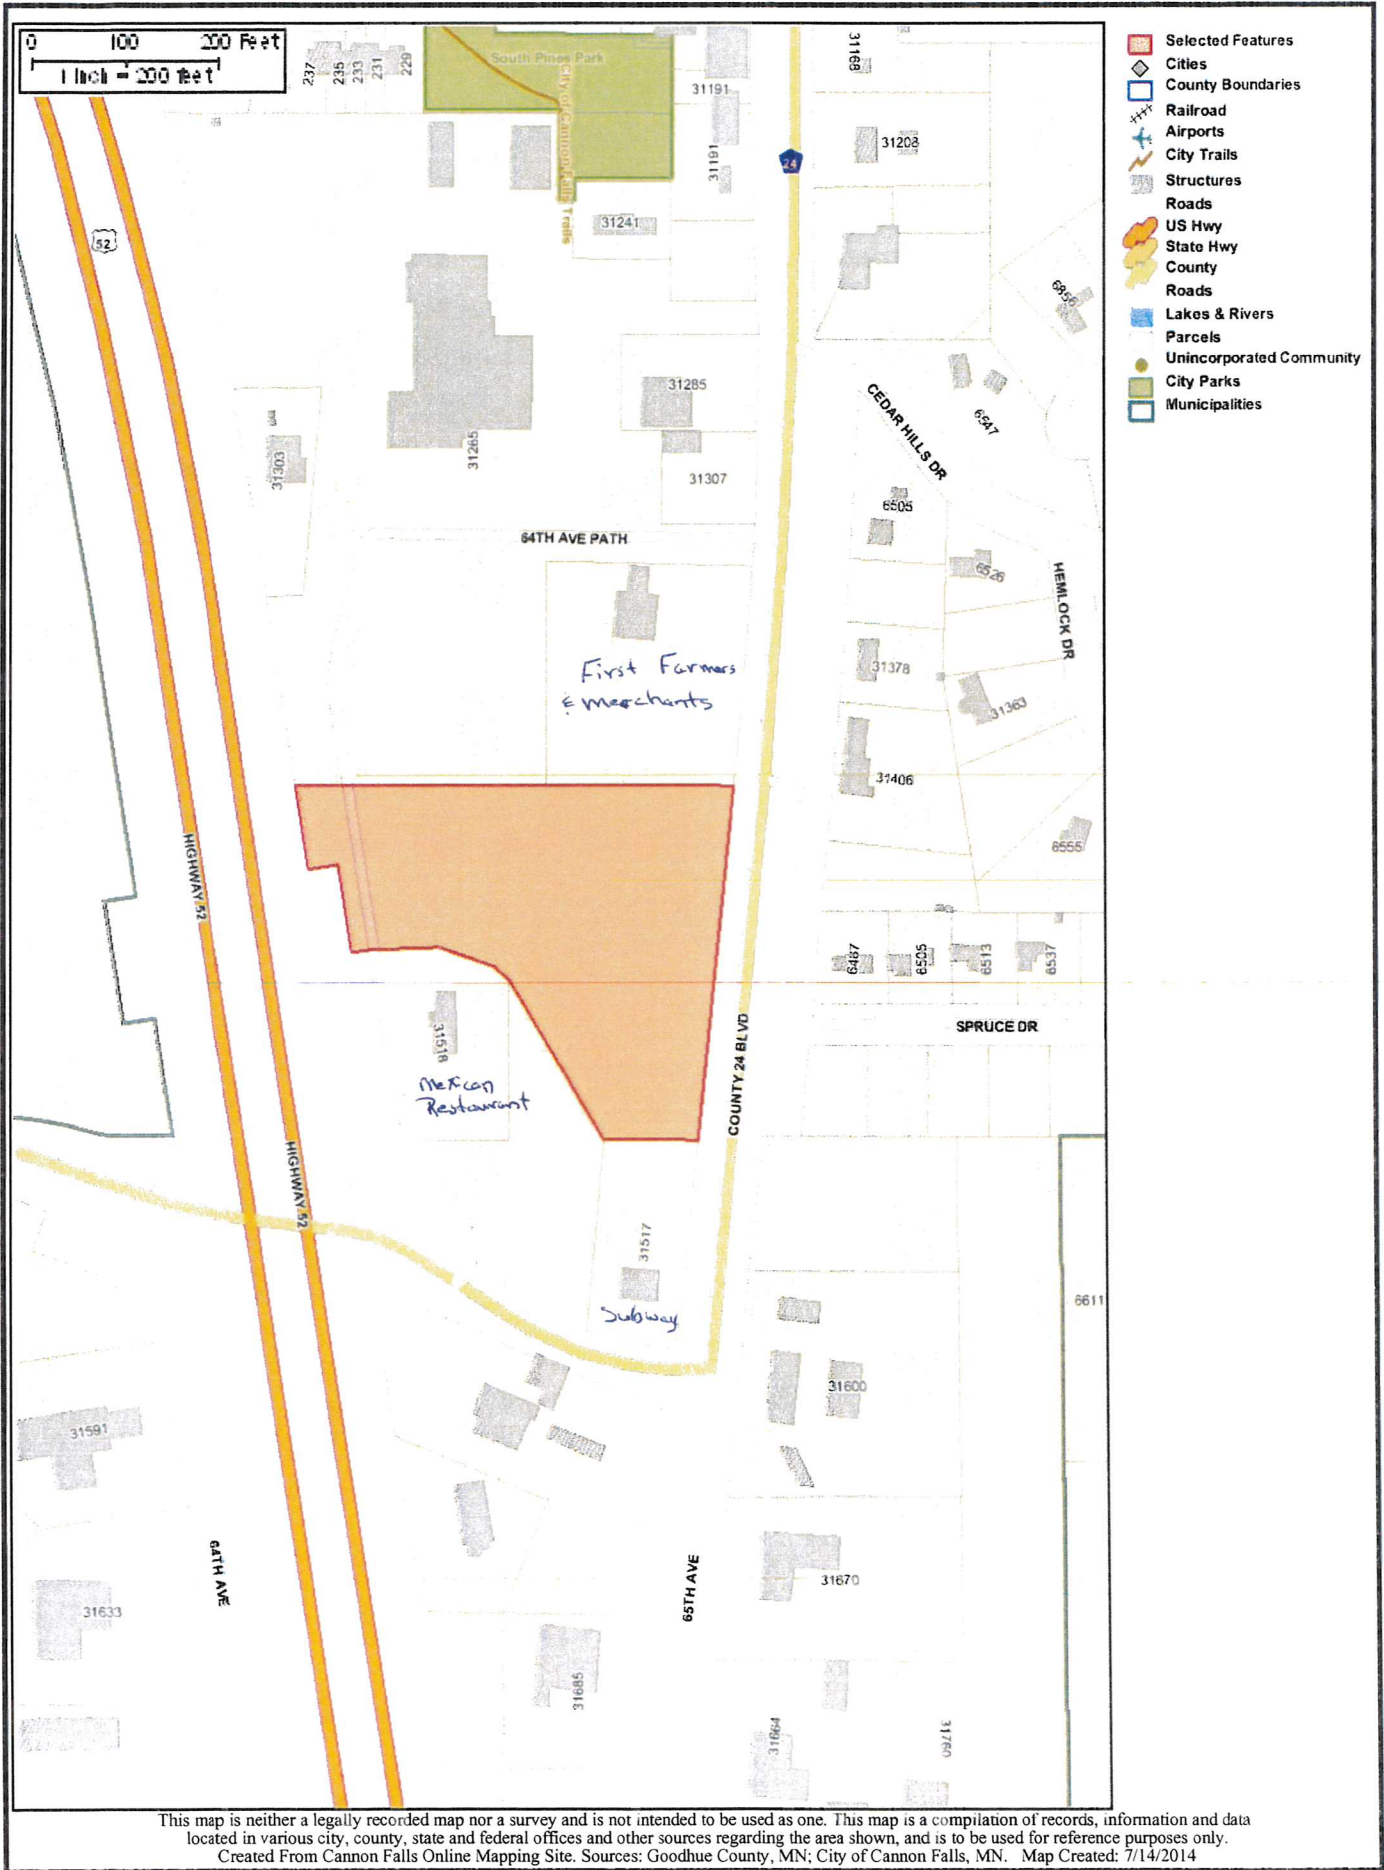 0 100 200 Feet
1 Inch = 200 feet
237
235
233
231
229
South Pines Park
City of Cannon Falls Trails
31191
31191
31168
24
31208
31241
52
6856
31285
31265
31303
31307
CEDAR HILLS DR
6547
6505
64TH AVE PATH
6526
HEMLOCK DR
First Farmers
& Merchants
31378
31363
31406
6555
HIGHWAY 52
6487
6505
6513
6537
31518
SPRUCE DR
Mexican
Restaurant
COUNTY 24 BLVD
HIGHWAY 52
31517
Subway
6611
31600
31591
64TH AVE
65TH AVE
31670
31633
31685
31664
31760
Selected Features
Cities
County Boundaries
Railroad
Airports
City Trails
Structures
Roads
US Hwy
State Hwy
County
Roads
Lakes & Rivers
Parcels
Unincorporated Community
City Parks
Municipalities
This map is neither a legally recorded map nor a survey and is not intended to be used as one. This map is a compilation of records, information and data
located in various city, county, state and federal offices and other sources regarding the area shown, and is to be used for reference purposes only.
Created From Cannon Falls Online Mapping Site. Sources: Goodhue County, MN; City of Cannon Falls, MN. Map Created: 7/14/2014